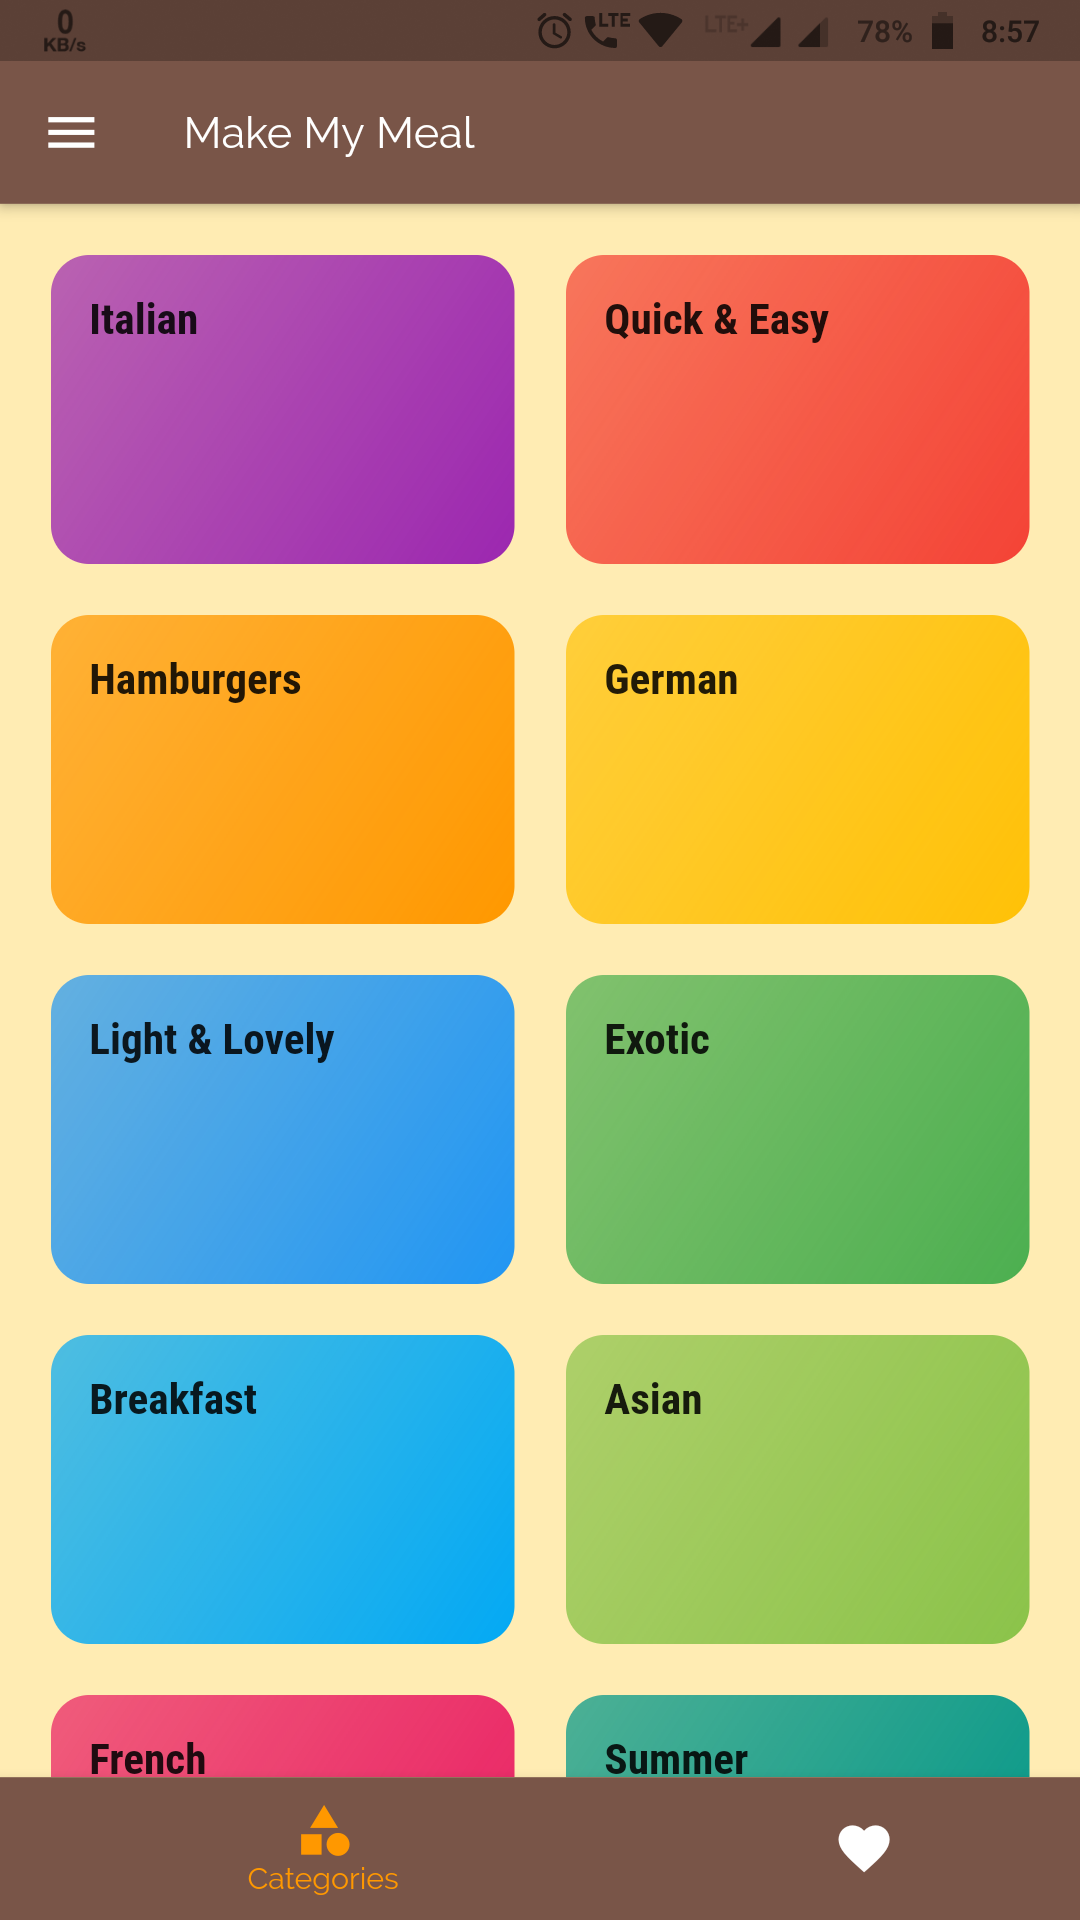 0
KB/s
LTE
LTE+
78%
8:57
Make My Meal
Italian
Quick & Easy
Hamburgers
German
Light & Lovely
Exotic
Breakfast
Asian
French
Summer
Categories